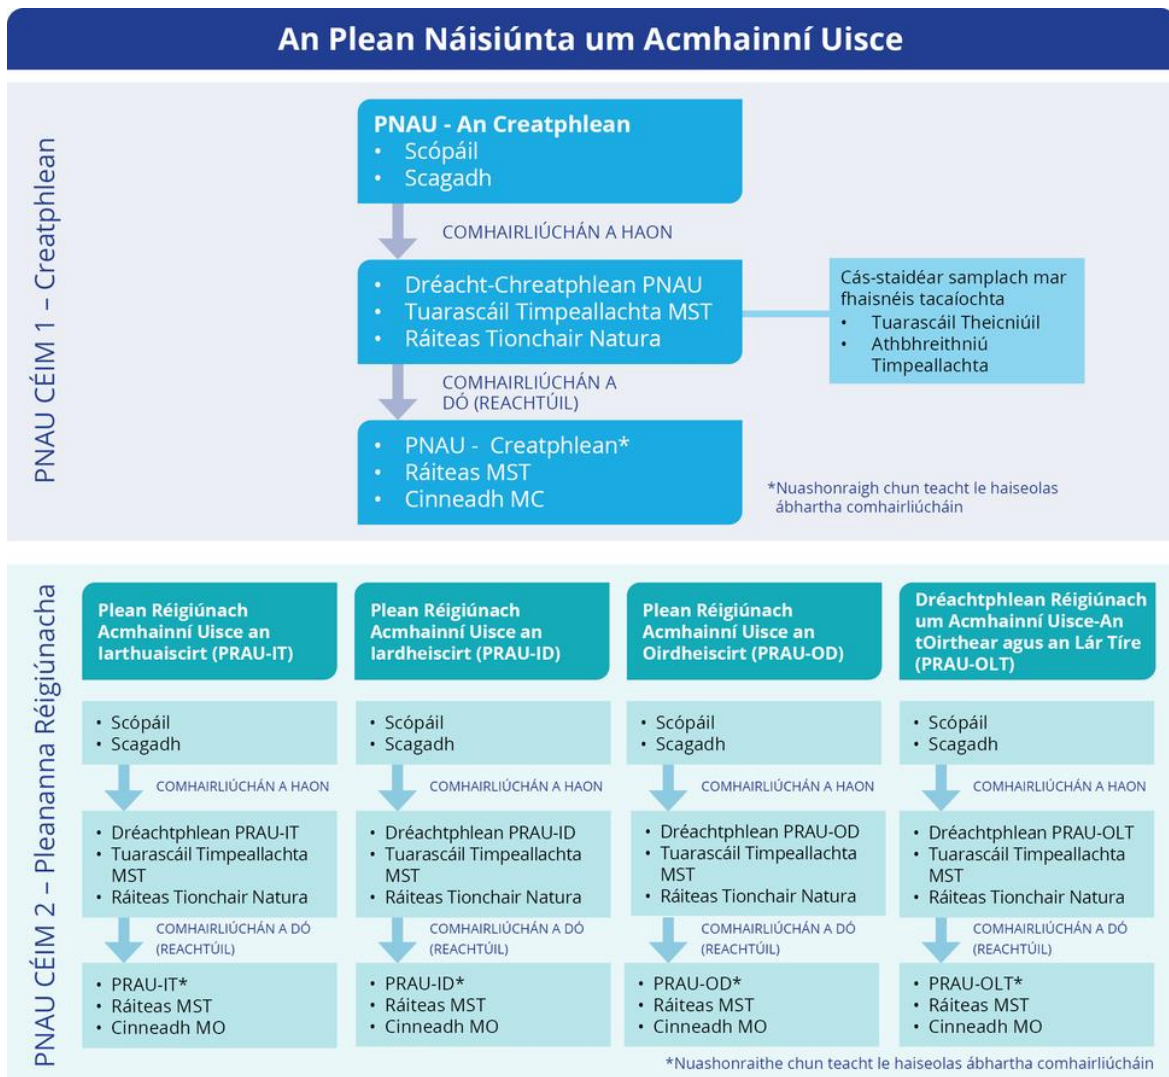 An Plean Náisiúnta um Acmhainní Uisce
PNAU CÉIM 1 – Creatphlean
PNAU - An Creatphlean
• Scópáil
• Scagadh
COMHAIRLIÚCHÁN A HAON
• Dréacht-Chreatphlean PNAU
• Tuarascáil Timpeallachta MST
• Ráiteas Tionchair Natura
Cás-staidéar samplach mar
fhaisnéis tacaíochta
• Tuarascáil Theicniúil
• Athbhreithniú
Timpeallachta
COMHAIRLIÚCHÁN A
DÓ (REACHTÚIL)
• PNAU - Creatphlean*
• Ráiteas MST
• Cinneadh MC
*Nuashonraigh chun teacht le haiseolas
ábhartha comhairliúcháin
PNAU CÉIM 2 – Pleananna Réigiúnacha
Plean Réigiúnach
Acmhainní Uisce an
Iarthuaiscirt (PRAU-IT)
• Scópáil
• Scagadh
COMHAIRLIÚCHÁN A HAON
• Dréachtphlean PRAU-IT
• Tuarascáil Timpeallachta
MST
• Ráiteas Tionchair Natura
COMHAIRLIÚCHÁN A DÓ
(REACHTÚIL)
• PRAU-IT*
• Ráiteas MST
• Cinneadh MO
Plean Réigiúnach
Acmhainní Uisce an
Iardheiscirt (PRAU-ID)
• Scópáil
• Scagadh
COMHAIRLIÚCHÁN A HAON
• Dréachtphlean PRAU-ID
• Tuarascáil Timpeallachta
MST
• Ráiteas Tionchair Natura
COMHAIRLIÚCHÁN A DÓ
(REACHTÚIL)
• PRAU-ID*
• Ráiteas MST
• Cinneadh MO
Plean Réigiúnach
Acmhainní Uisce an
Oirdheiscirt (PRAU-OD)
• Scópáil
• Scagadh
COMHAIRLIÚCHÁN A HAON
• Dréachtphlean PRAU-OD
• Tuarascáil Timpeallachta
MST
• Ráiteas Tionchair Natura
COMHAIRLIÚCHÁN A DÓ
(REACHTÚIL)
• PRAU-OD*
• Ráiteas MST
• Cinneadh MO
Dréachtphlean Réigiúnach
um Acmhainní Uisce-An
tOirthear agus an Lár Tíre
(PRAU-OLT)
• Scópáil
• Scagadh
COMHAIRLIÚCHÁN A HAON
• Dréachtphlean PRAU-OLT
• Tuarascáil Timpeallachta
MST
• Ráiteas Tionchair Natura
COMHAIRLIÚCHÁN A DÓ
(REACHTÚIL)
• PRAU-OLT*
• Ráiteas MST
• Cinneadh MO
*Nuashonraithe chun teacht le haiseolas ábhartha comhairliúcháin